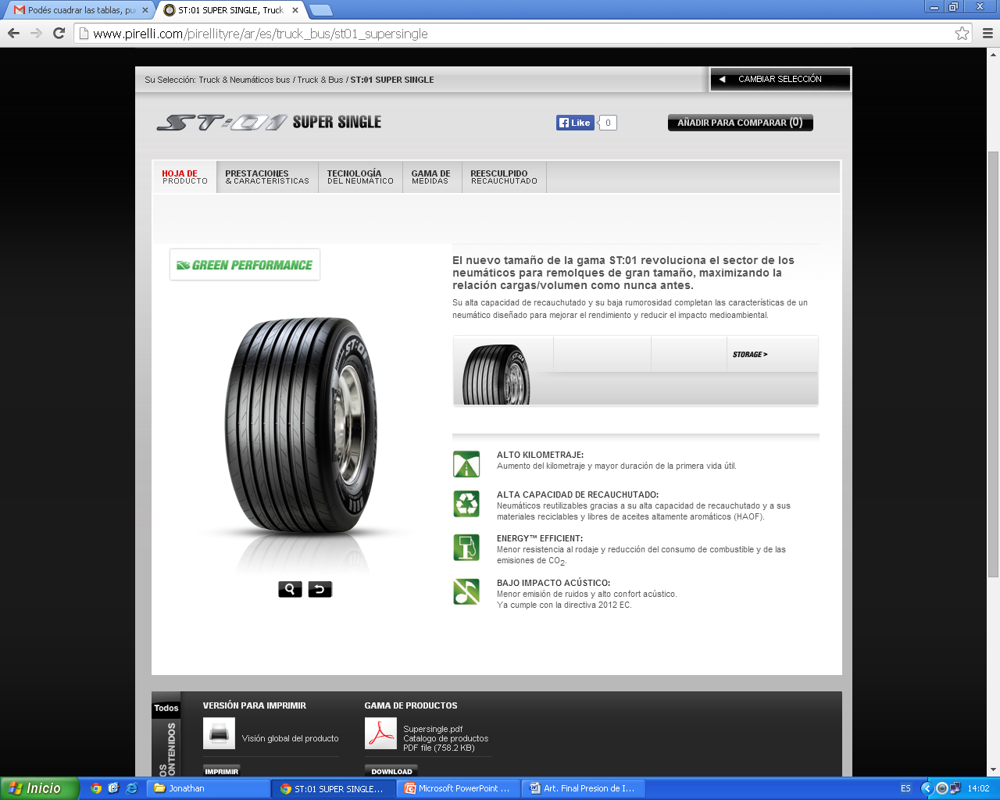 Podés cuadrar las tablas, pu
ST:01 SUPER SINGLE, Truck
www.pirelli.com/pirellityre/ar/es/truck_bus/st01_supersingle
Su Selección: Truck & Neumáticos bus / Truck & Bus / ST:01 SUPER SINGLE
CAMBIAR SELECCIÓN
ST:01 SUPER SINGLE
Like
0
AÑADIR PARA COMPARAR (0)
HOJA DE
PRODUCTO
PRESTACIONES
& CARACTERÍSTICAS
TECNOLOGÍA
DEL NEUMÁTICO
GAMA DE
MEDIDAS
REESCULPIDO
RECAUCHUTADO
GREEN PERFORMANCE
ST:01
El nuevo tamaño de la gama ST:01 revoluciona el sector de los
neumáticos para remolques de gran tamaño, maximizando la
relación cargas/volumen como nunca antes.
Su alta capacidad de recauchutado y su baja rumorosidad completan las características de un
neumático diseñado para mejorar el rendimiento y reducir el impacto medioambiental.
ST:01
STORAGE >
ALTO KILOMETRAJE:
Aumento del kilometraje y mayor duración de la primera vida útil.
ALTA CAPACIDAD DE RECAUCHUTADO:
Neumáticos reutilizables gracias a su alta capacidad de recauchutado y a sus
materiales reciclables y libres de aceites altamente aromáticos (HAOF).
ENERGY™ EFFICIENT:
Menor resistencia al rodaje y reducción del consumo de combustible y de las
emisiones de CO2.
BAJO IMPACTO ACÚSTICO:
Menor emisión de ruidos y alto confort acústico.
Ya cumple con la directiva 2012 EC.
Todos
OS
ONTENIDOS
VERSIÓN PARA IMPRIMIR
Visión global del producto
IMPRIMIR
GAMA DE PRODUCTOS
Supersingle.pdf
Catalogo de productos
PDF file (758.2 KB)
DOWNLOAD
Inicio
Jonathan
ST:01 SUPER SINGLE...
Microsoft PowerPoint ...
Art. Final Presion de I...
ES
14:02